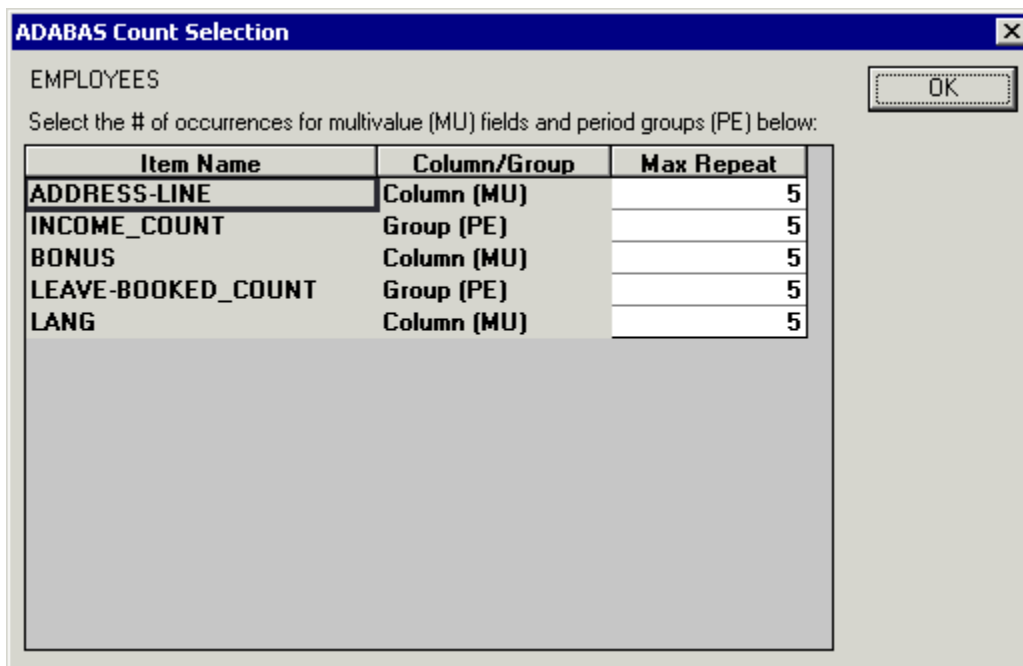 ADABAS Count Selection
EMPLOYEES
OK
Select the # of occurrences for multivalue (MU) fields and period groups (PE) below:
Item Name Column/Group Max Repeat
ADDRESS-LINE Column (MU) 5
INCOME_COUNT Group (PE) 5
BONUS Column (MU) 5
LEAVE-BOOKED_COUNT Group (PE) 5
LANG Column (MU) 5